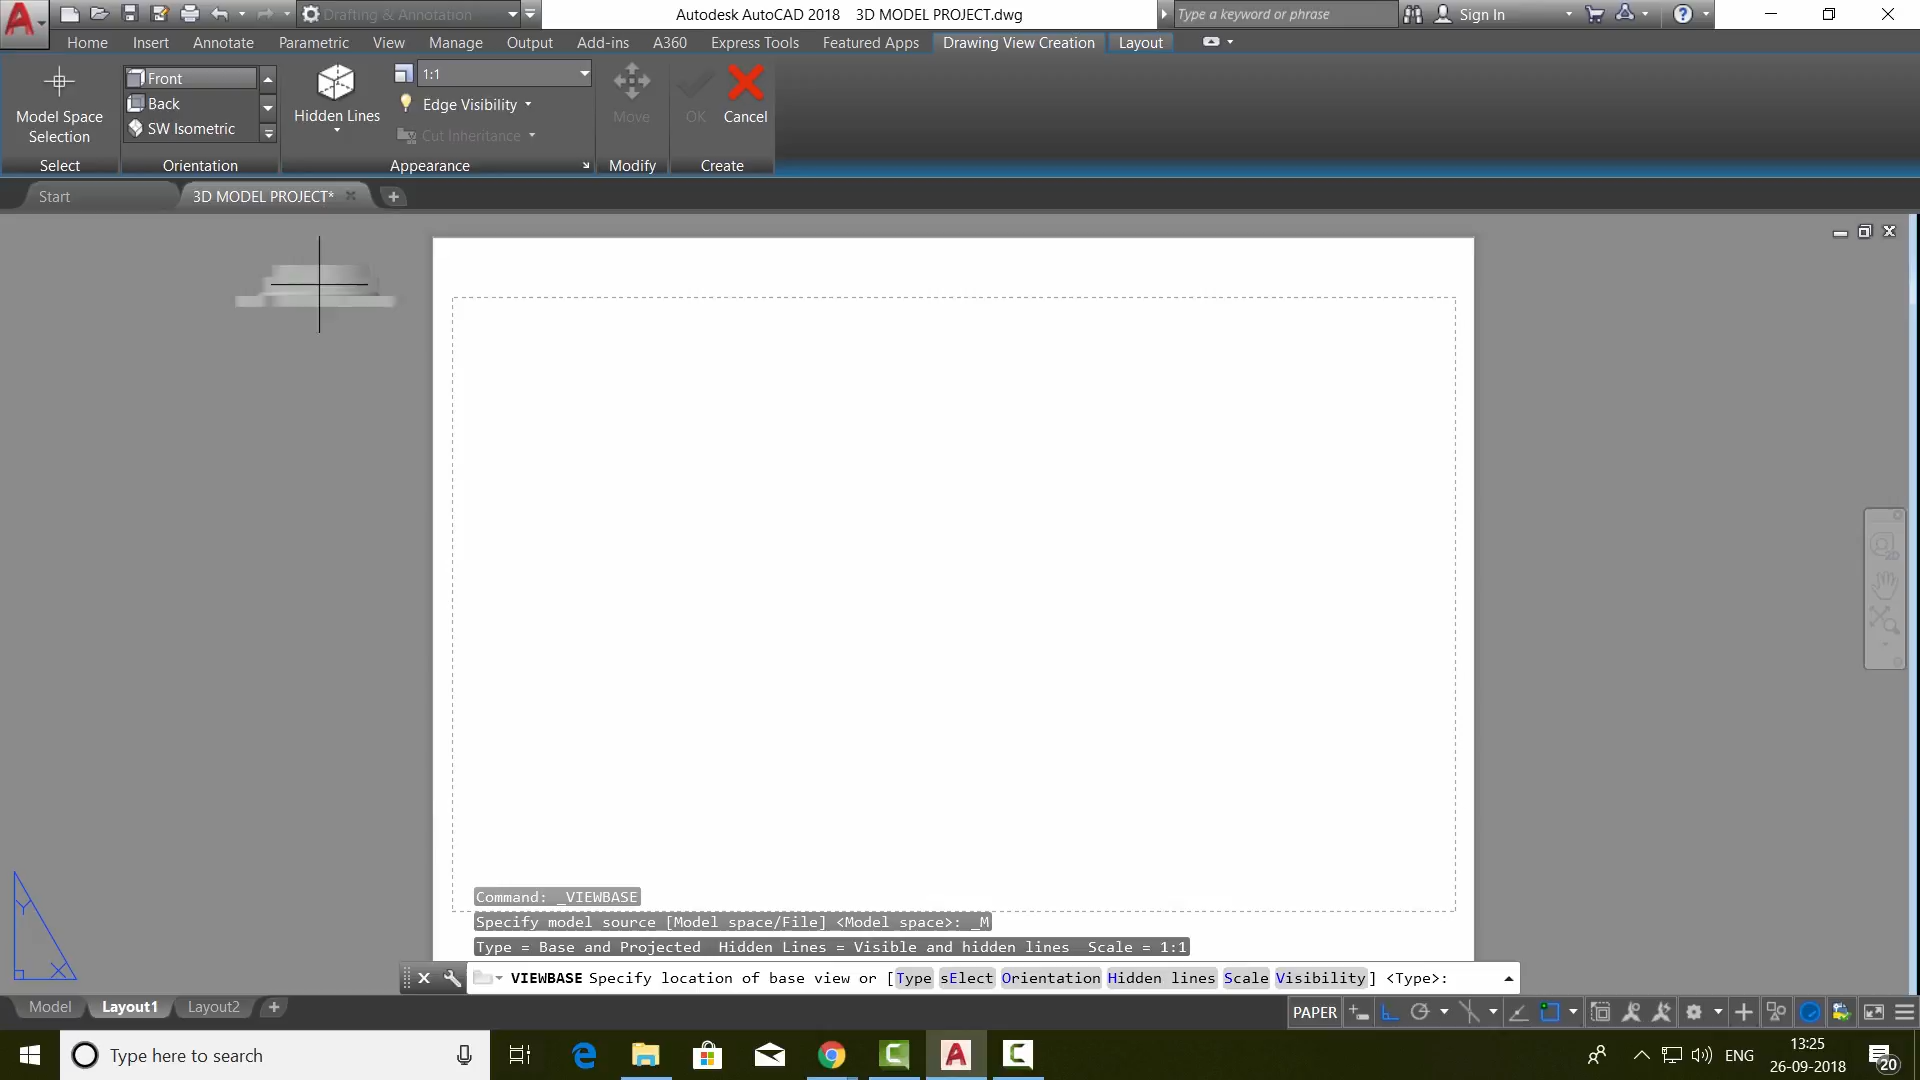 Drafting & Annotation
Autodesk AutoCAD 2018 3D MODEL PROJECT.dwg
Type a keyword or phrase
Sign In
Home Insert Annotate Parametric View Manage Output Add-ins A360 Express Tools Featured Apps Drawing View Creation Layout
Model Space
Selection
Select
Front
Back
SW Isometric
Orientation
Hidden Lines
1:1
Edge Visibility
Cut Inheritance
Appearance
Move
Modify
OK
Cancel
Create
Start
3D MODEL PROJECT*
Command: _VIEWBASE
Specify model source [Model space/File] <Model space>: _M
Type = Base and Projected Hidden Lines = Visible and hidden lines Scale = 1:1
VIEWBASE Specify location of base view or [Type sElect Orientation Hidden lines Scale Visibility] <Type>:
Y
X
Model Layout1 Layout2
PAPER
Type here to search
ENG
13:25
26-09-2018
20